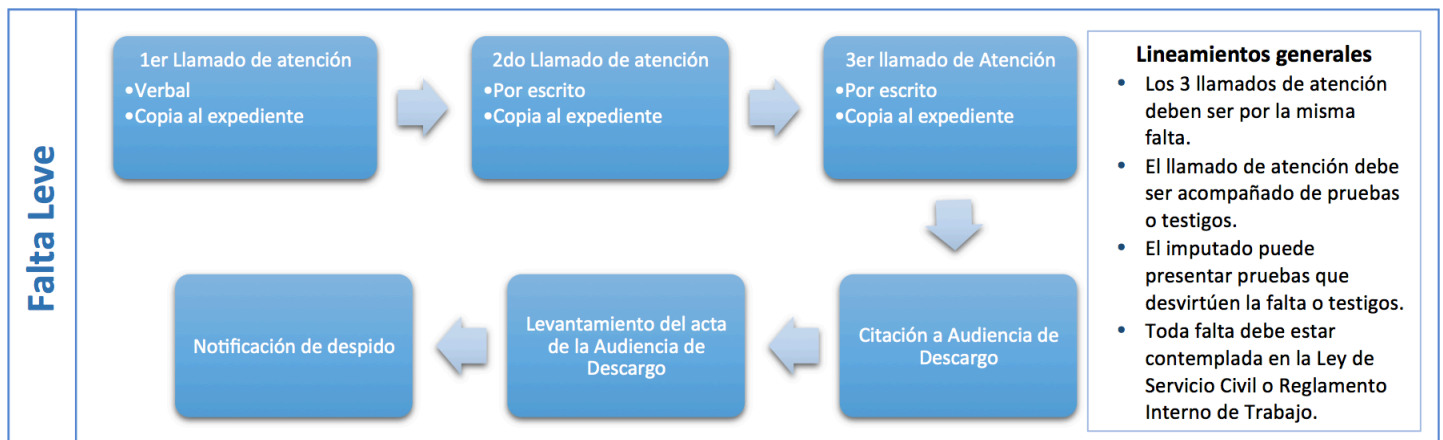 Falta Leve
1er Llamado de atención
•Verbal
•Copia al expediente
2do Llamado de atención
•Por escrito
•Copia al expediente
3er llamado de Atención
•Por escrito
•Copia al expediente
Citación a Audiencia de
Descargo
Levantamiento del acta
de la Audiencia de
Descargo
Notificación de despido
Lineamientos generales
• Los 3 llamados de atención
deben ser por la misma
falta.
• El llamado de atención debe
ser acompañado de pruebas
o testigos.
• El imputado puede
presentar pruebas que
desvirtúen la falta o testigos.
• Toda falta debe estar
contemplada en la Ley de
Servicio Civil o Reglamento
Interno de Trabajo.